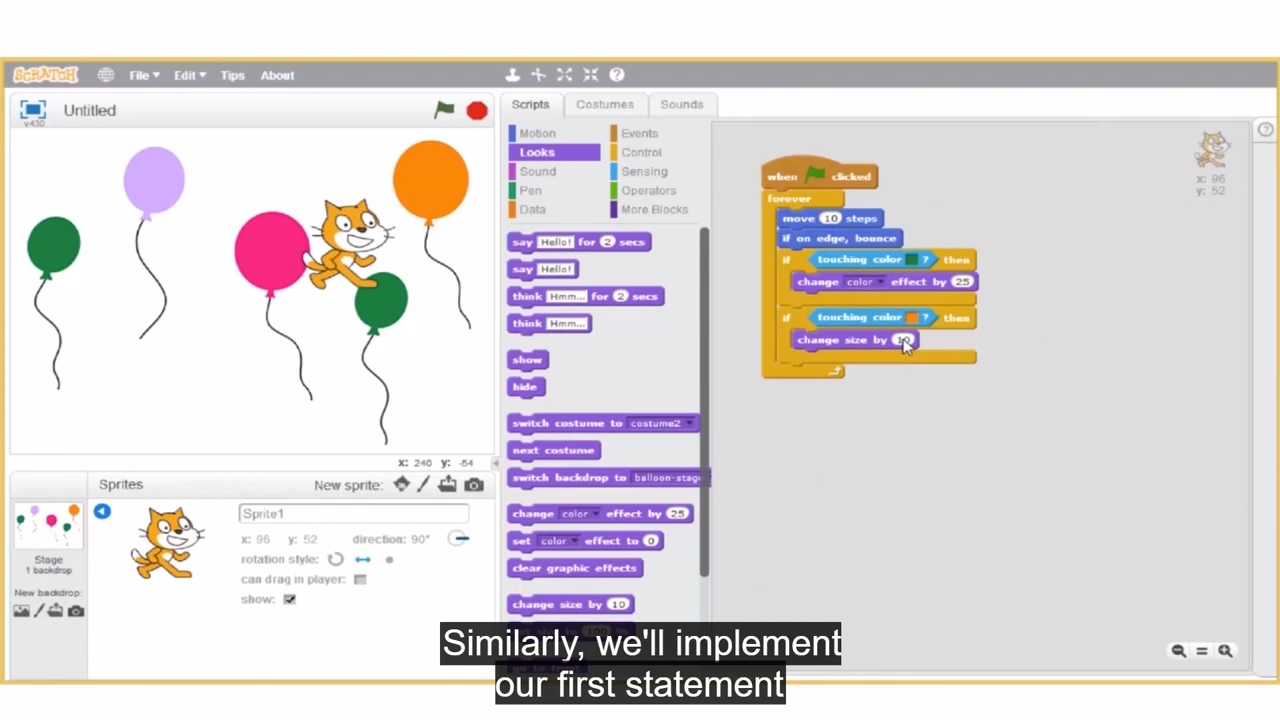 SCRATCH File Edit Tips About
Untitled
v430
x: 240 y: -54
Sprites New sprite:
Stage
1 backdrop
New backdrop:
Sprite1
x: 96 y: 52 direction: 90°
rotation style:
can drag in player:
show:
Scripts Costumes Sounds
Motion Events
Looks Control
Sound Sensing
Pen Operators
Data More Blocks
say Hello! for 2 secs
say Hello!
think Hmm... for 2 secs
think Hmm...
show
hide
switch costume to costume2
next costume
switch backdrop to balloon-stage
change color effect by 25
set color effect to 0
clear graphic effects
change size by 10
when clicked
forever
move 10 steps
if on edge, bounce
if touching color ? then
change color effect by 25
if touching color ? then
change size by 10
x: 96
y: 52
Similarly, we'll implement
our first statement